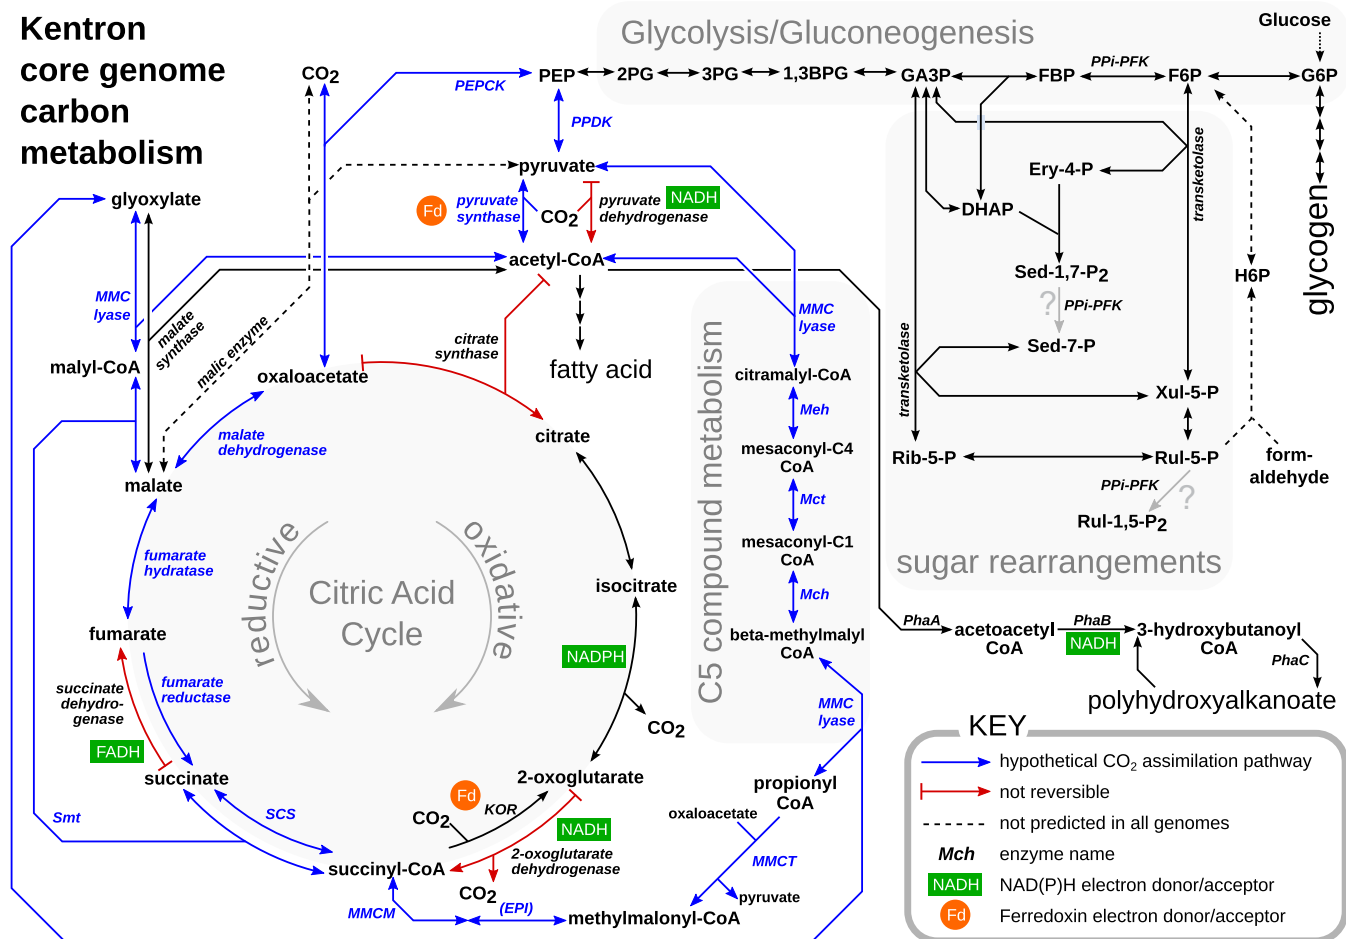 Kentron
core genome
carbon
metabolism
Glycolysis/Gluconeogenesis
Glucose
CO2
PEPCK
PEP
2PG
3PG
1,3BPG
GA3P
FBP
PPi-PFK
F6P
G6P
PPDK
pyruvate
glyoxylate
Fd
pyruvate
synthase
CO2
pyruvate
dehydrogenase
NADH
acetyl-CoA
Ery-4-P
DHAP
transketolase
glycogen
Sed-1,7-P2
H6P
?
PPi-PFK
Sed-7-P
MMC
lyase
malate
synthase
malic enzyme
malyl-CoA
oxaloacetate
citrate
synthase
fatty acid
MMC
lyase
citramalyl-CoA
transketolase
Xul-5-P
Meh
malate
dehydrogenase
citrate
mesaconyl-C4
CoA
Rib-5-P
Rul-5-P
form-
aldehyde
malate
Mct
PPi-PFK
?
Rul-1,5-P2
C5 compound metabolism
sugar rearrangements
reductive
oxidative
Citric Acid
Cycle
fumarate
hydratase
mesaconyl-C1
CoA
isocitrate
Mch
fumarate
beta-methylmalyl
CoA
PhaA
acetoacetyl
CoA
PhaB
NADH
3-hydroxybutanoyl
CoA
PhaC
polyhydroxyalkanoate
NADPH
succinate
dehydro-
genase
fumarate
reductase
FADH
CO2
MMC
lyase
succinate
2-oxoglutarate
propionyl
CoA
Smt
SCS
CO2
Fd
KOR
NADH
2-oxoglutarate
dehydrogenase
oxaloacetate
MMCT
pyruvate
succinyl-CoA
CO2
MMCM
(EPI)
methylmalonyl-CoA
KEY
hypothetical CO2 assimilation pathway
not reversible
not predicted in all genomes
Mch enzyme name
NADH NAD(P)H electron donor/acceptor
Fd Ferredoxin electron donor/acceptor